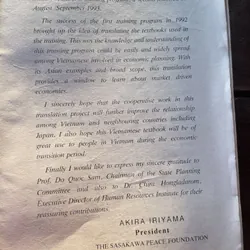 August, September 1993.
The success of the first training program in 1992
brought up the idea of translating the textbook used in
the training. This way the knowledge and understanding of
this training program could be easily and widely spread
among Vietnamese involved in economic planning. With
its Asian examples and broad scope, this translation
provides a window to learn about market driven
economies.
I sincerely hope that the cooperative work in this
translation project will further improve the relationship
among Vietnam and neighbouring countries including
Japan. I also hope this Vietnamese textbook will be of
great use to people in Vietnam during the economic
transition period.
Finally I would like to express my sincere gratitude to
Prof. Du Quoc Sam, Chairman of the State Planning
Committee and also to Dr. Luru
Executive Director of Human Resources Institute for their
reassuring contributions.
AKIRA IRIYAMA
President
THE SASAKAWA PEACE FOUNDATION